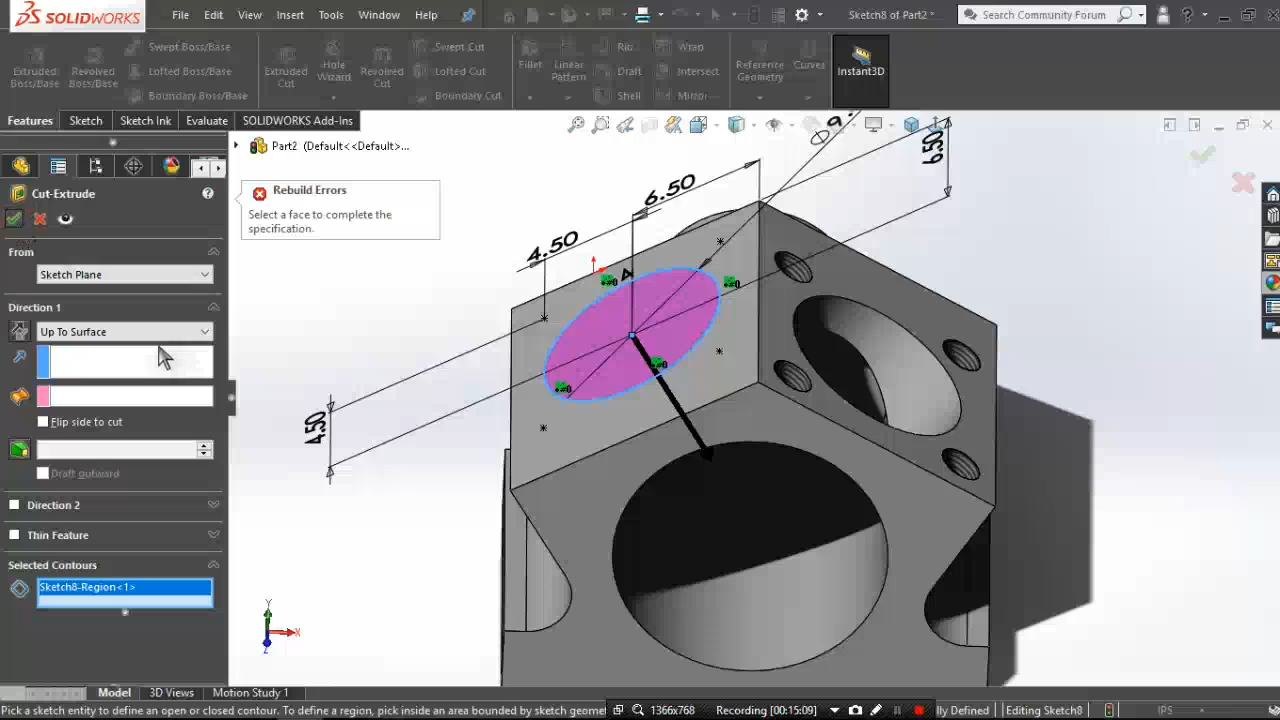 SOLIDWORKS File Edit View Insert Tools Window Help Sketch8 of Part2 * Search Community Forum
Extruded Boss/Base Revolved Boss/Base Swept Boss/Base Lofted Boss/Base Boundary Boss/Base Extruded Cut Hole Wizard Revolved Cut Swept Cut Lofted Cut Boundary Cut Fillet Linear Pattern Rib Draft Shell Wrap Intersect Mirror Reference Geometry Curves Instant3D
Features Sketch Sketch Ink Evaluate SOLIDWORKS Add-Ins
Part2 (Default<<Default>...
Cut-Extrude
Rebuild Errors
Select a face to complete the
specification.
From
Sketch Plane
Direction 1
Up To Surface
Flip side to cut
Draft outward
Direction 2
Thin Feature
Selected Contours
Sketch8-Region<1>
6.50
6.50
4.50
4.50
Y
X
Z
Model 3D Views Motion Study 1
Pick a sketch entity to define an open or closed contour. To define a region, pick inside an area bounded by sketch geomet
1366x768 Recording [00:15:09] lly Defined Editing Sketch8 IPS